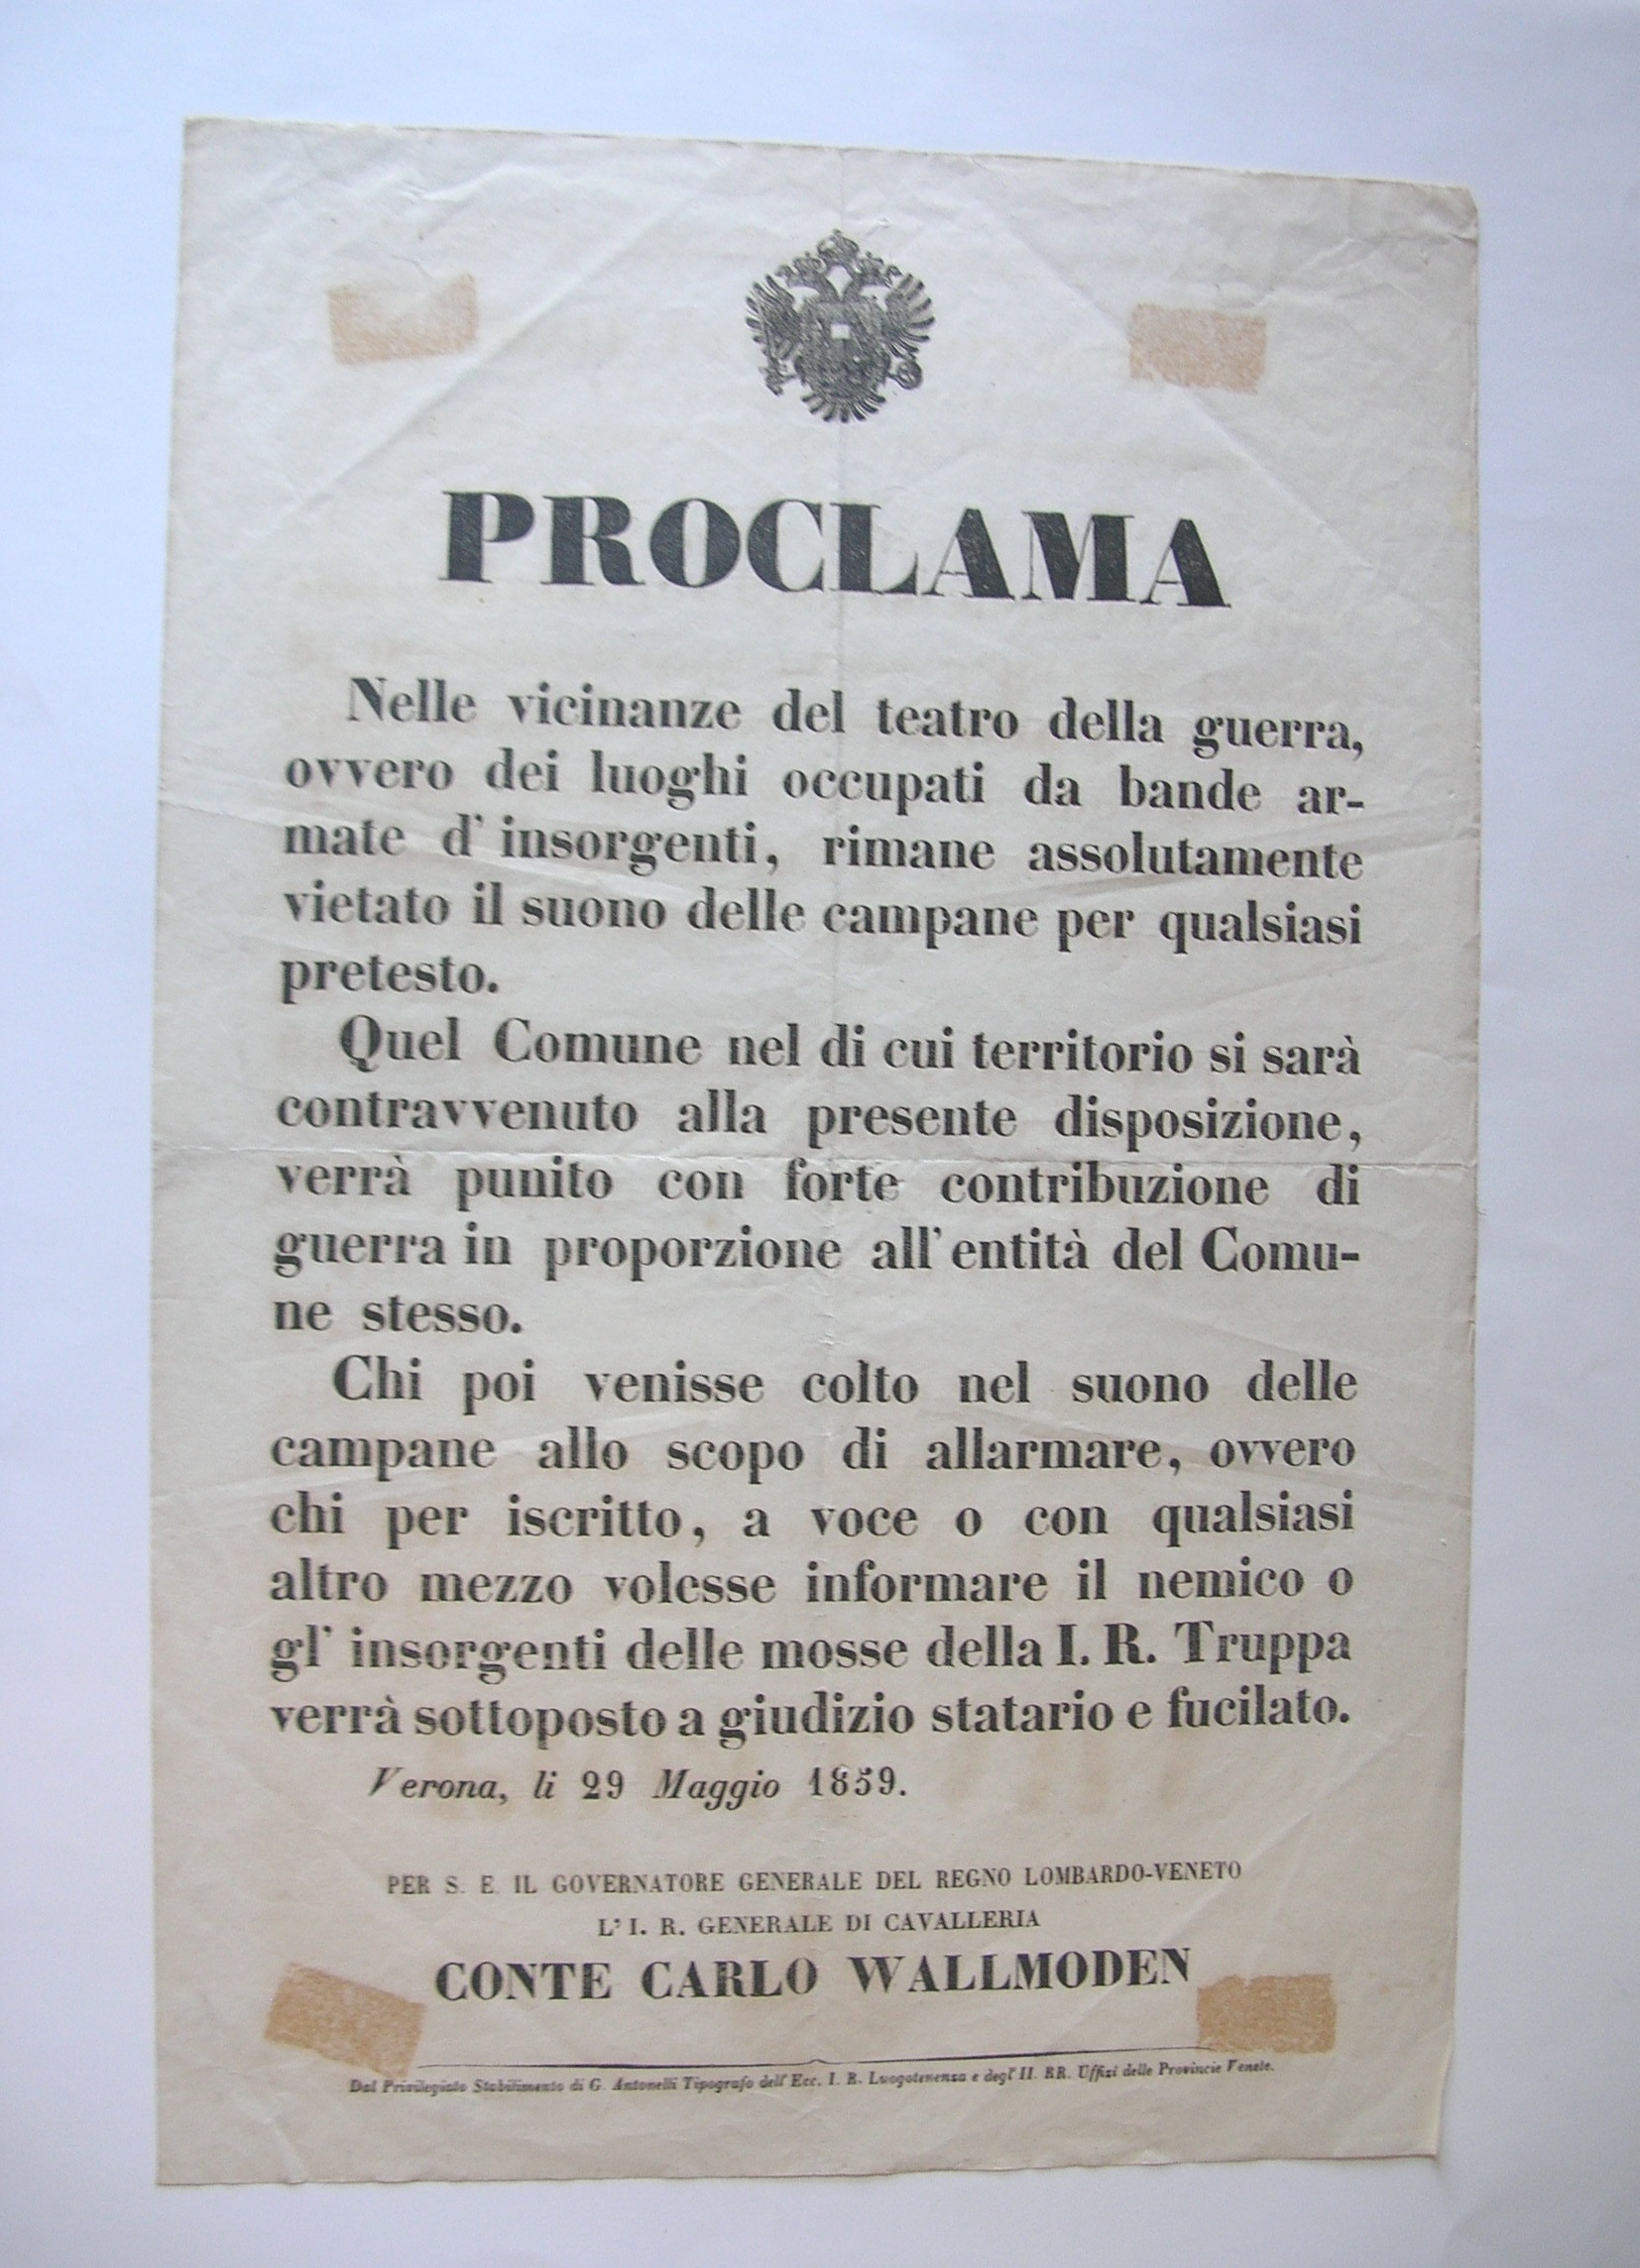 PROCLAMA
Nelle vicinanze del teatro della guerra,
ovvero dei luoghi occupati da bande ar-
mate d' insorgenti, rimane assolutamente
vietato il suono delle campane per qualsiasi
pretesto.
Quel Comune nel di cui territorio si sarà
contravvenuto alla presente disposizione,
verrà punito con forte contribuzione di
guerra in proporzione all' entità del Comu-
ne stesso.
Chi poi venisse colto nel suono delle
campane allo scopo di allarmare, ovvero
chi per iscritto, a voce o con qualsiasi
altro mezzo volesse informare il nemico o
gl' insorgenti delle mosse della I. R. Truppa
verrà sottoposto a giudizio statario e fucilato.
Verona, li 29 Maggio 1859.
PER S. E. IL GOVERNATORE GENERALE DEL REGNO LOMBARDO-VENETO
L' I. R. GENERALE DI CAVALLERIA
CONTE CARLO WALLMODEN
Dal Privilegiato Stabilimento di G. Antonelli Tipografo dell' Ecc. I. R. Luogotenenza e degl' II. RR. Uffizi delle Provincie Venete.